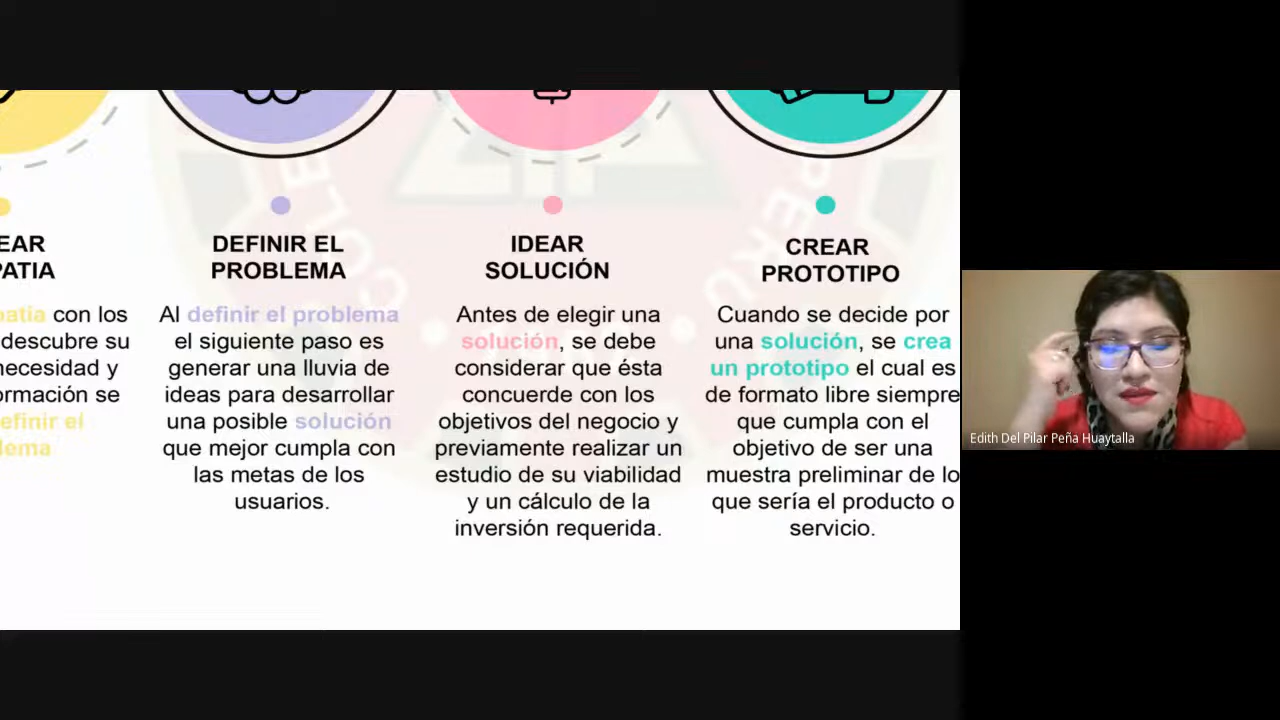 EAR
PATIA
patia con los
descubre su
necesidad y
ormación se
efinir el
lema
DEFINIR EL
PROBLEMA
Al definir el problema
el siguiente paso es
generar una lluvia de
ideas para desarrollar
una posible solución
que mejor cumpla con
las metas de los
usuarios.
IDEAR
SOLUCIÓN
Antes de elegir una
solución, se debe
considerar que ésta
concuerde con los
objetivos del negocio y
previamente realizar un
estudio de su viabilidad
y un cálculo de la
inversión requerida.
CREAR
PROTOTIPO
Cuando se decide por
una solución, se crea
un prototipo el cual es
de formato libre siempre
que cumpla con el
objetivo de ser una
muestra preliminar de lo
que sería el producto o
servicio.
Edith Del Pilar Peña Huaytalla